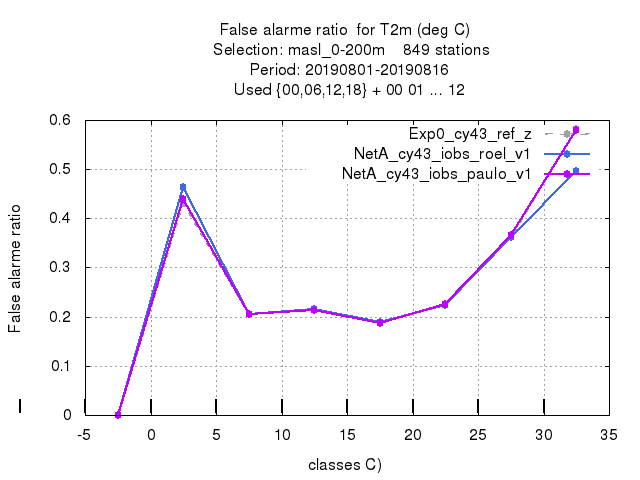 False alarme ratio  for T2m (deg C)
Selection: masl_0-200m    849 stations
Period: 20190801-20190816
Used {00,06,12,18} + 00 01 ... 12
Exp0_cy43_ref_z
NetA_cy43_iobs_roel_v1
NetA_cy43_iobs_paulo_v1
0.6
0.5
0.4
0.3
0.2
0.1
0
False alarme ratio
-5 0 5 10 15 20 25 30 35
classes C)